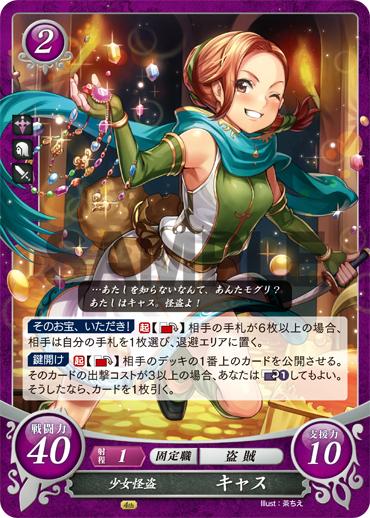 2
SAMPLE
…あたしを知らないなんて、あんたモグリ?
あたしはキャス。怪盗よ!
そのお宝、いただき! 起【】相手の手札が6枚以上の場合、
相手は自分の手札を1枚選び、退避エリアに置く。
鍵開け 起【】相手のデッキの1番上のカードを公開させる。
そのカードの出撃コストが3以上の場合、あなたは1してもよい。
そうしたなら、カードを1枚引く。
戦闘力
40
射程 1
固定職
盗賊
支援力
10
少女怪盗
4th
キャス
Illust:茶ちえ